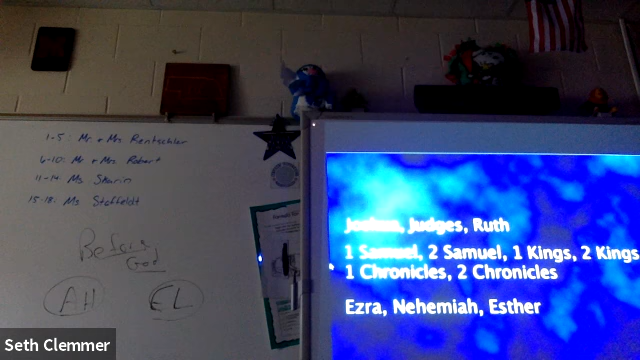 1-5: Mr. & Mrs. Rentschler
6-10: Mr & Mrs. Robert
11-14: Ms. Skarin
15-18: Ms Steffeldt
Before
God
AH
EL
Joshua, Judges, Ruth
1 Samuel, 2 Samuel, 1 Kings, 2 Kings
1 Chronicles, 2 Chronicles
Ezra, Nehemiah, Esther
Seth Clemmer